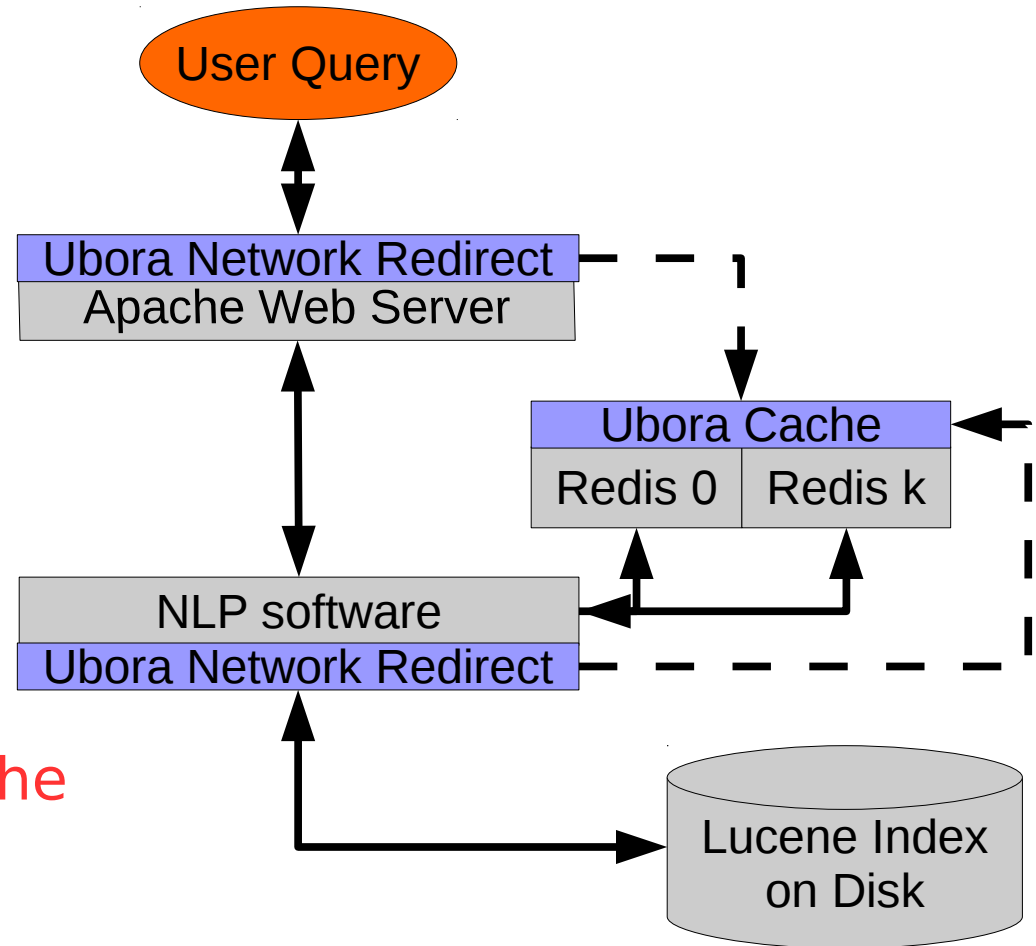 User Query
Ubora Network Redirect
Apache Web Server
Ubora Cache
Redis 0 Redis k
NLP software
Ubora Network Redirect
he
Lucene Index
on Disk